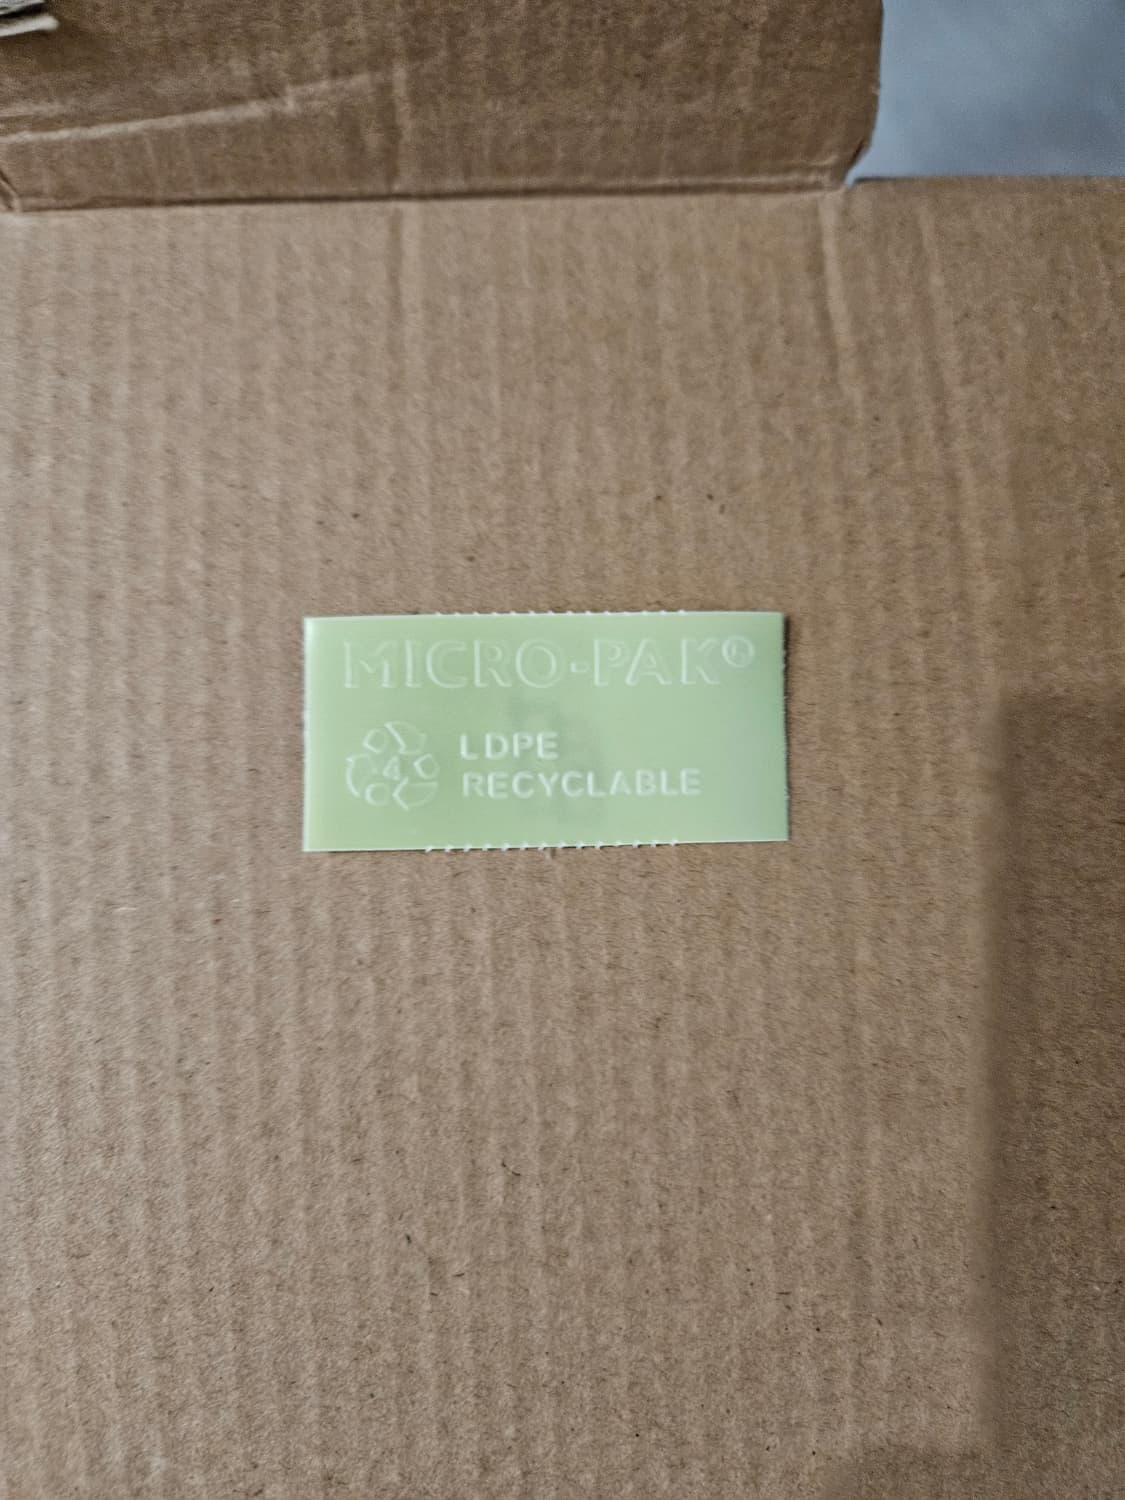 MICRO-PAK®
4
LDPE
RECYCLABLE